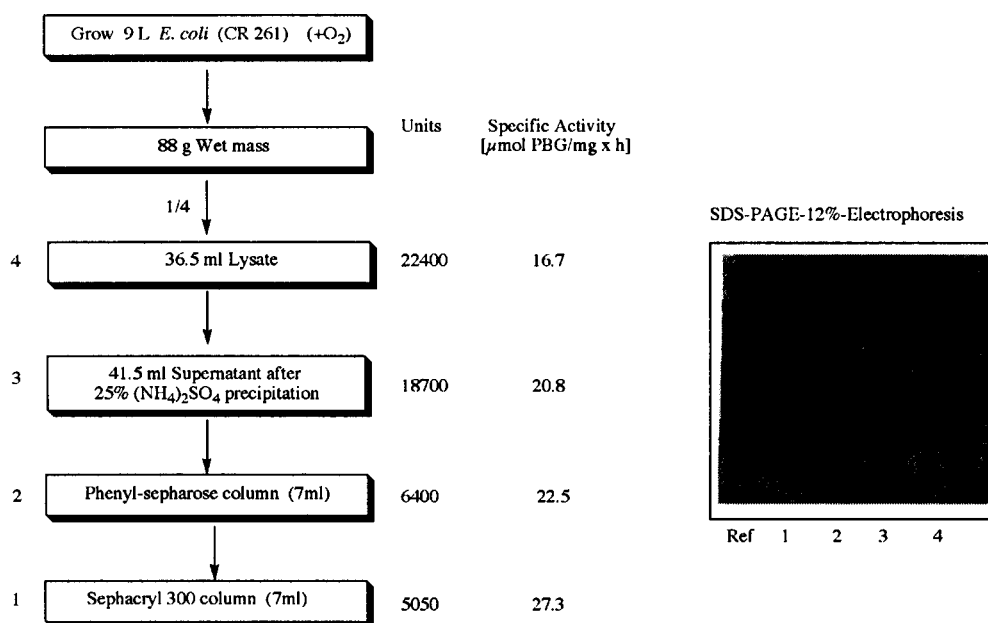 Grow 9 L E. coli (CR 261) (+O2)
Units Specific Activity
[µmol PBG/mg x h]
88 g Wet mass
1/4
SDS-PAGE-12%-Electrophoresis
4 36.5 ml Lysate 22400 16.7
3 41.5 ml Supernatant after
25% (NH4)2SO4 precipitation 18700 20.8
2 Phenyl-sepharose column (7ml) 6400 22.5
Ref 1 2 3 4
1 Sephacryl 300 column (7ml) 5050 27.3